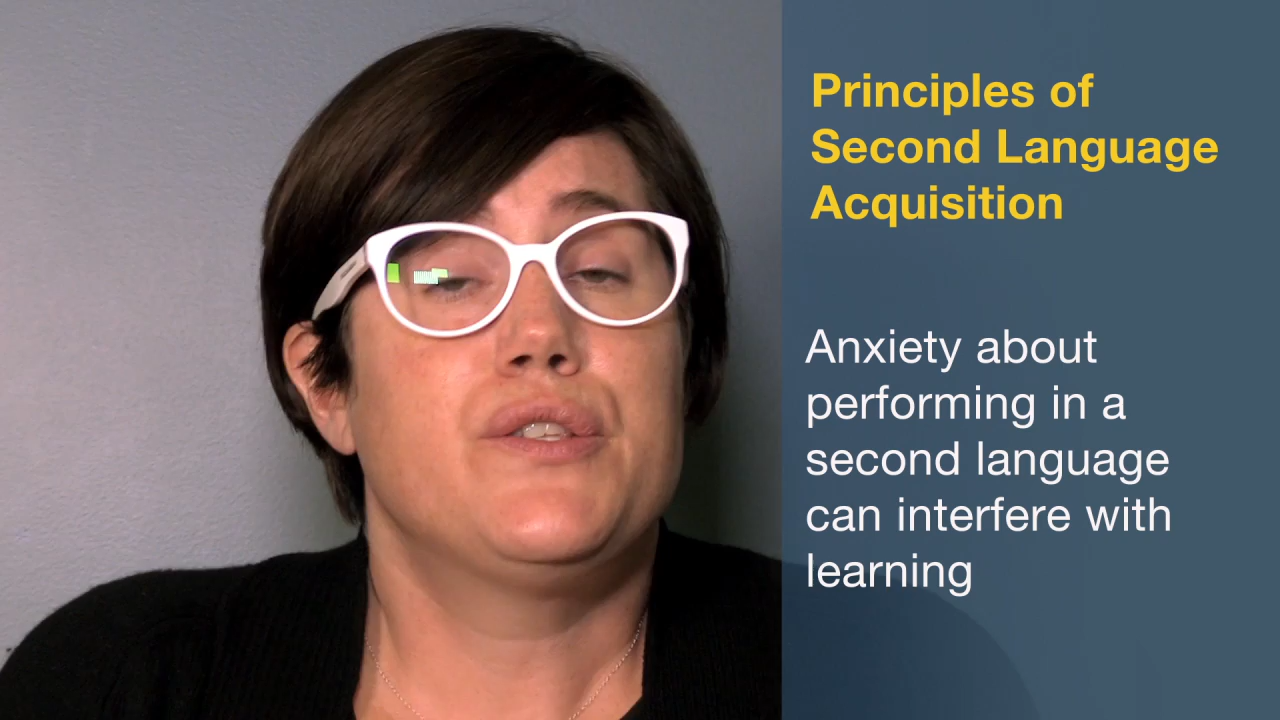 Principles of
Second Language
Acquisition
Anxiety about
performing in a
second language
can interfere with
learning